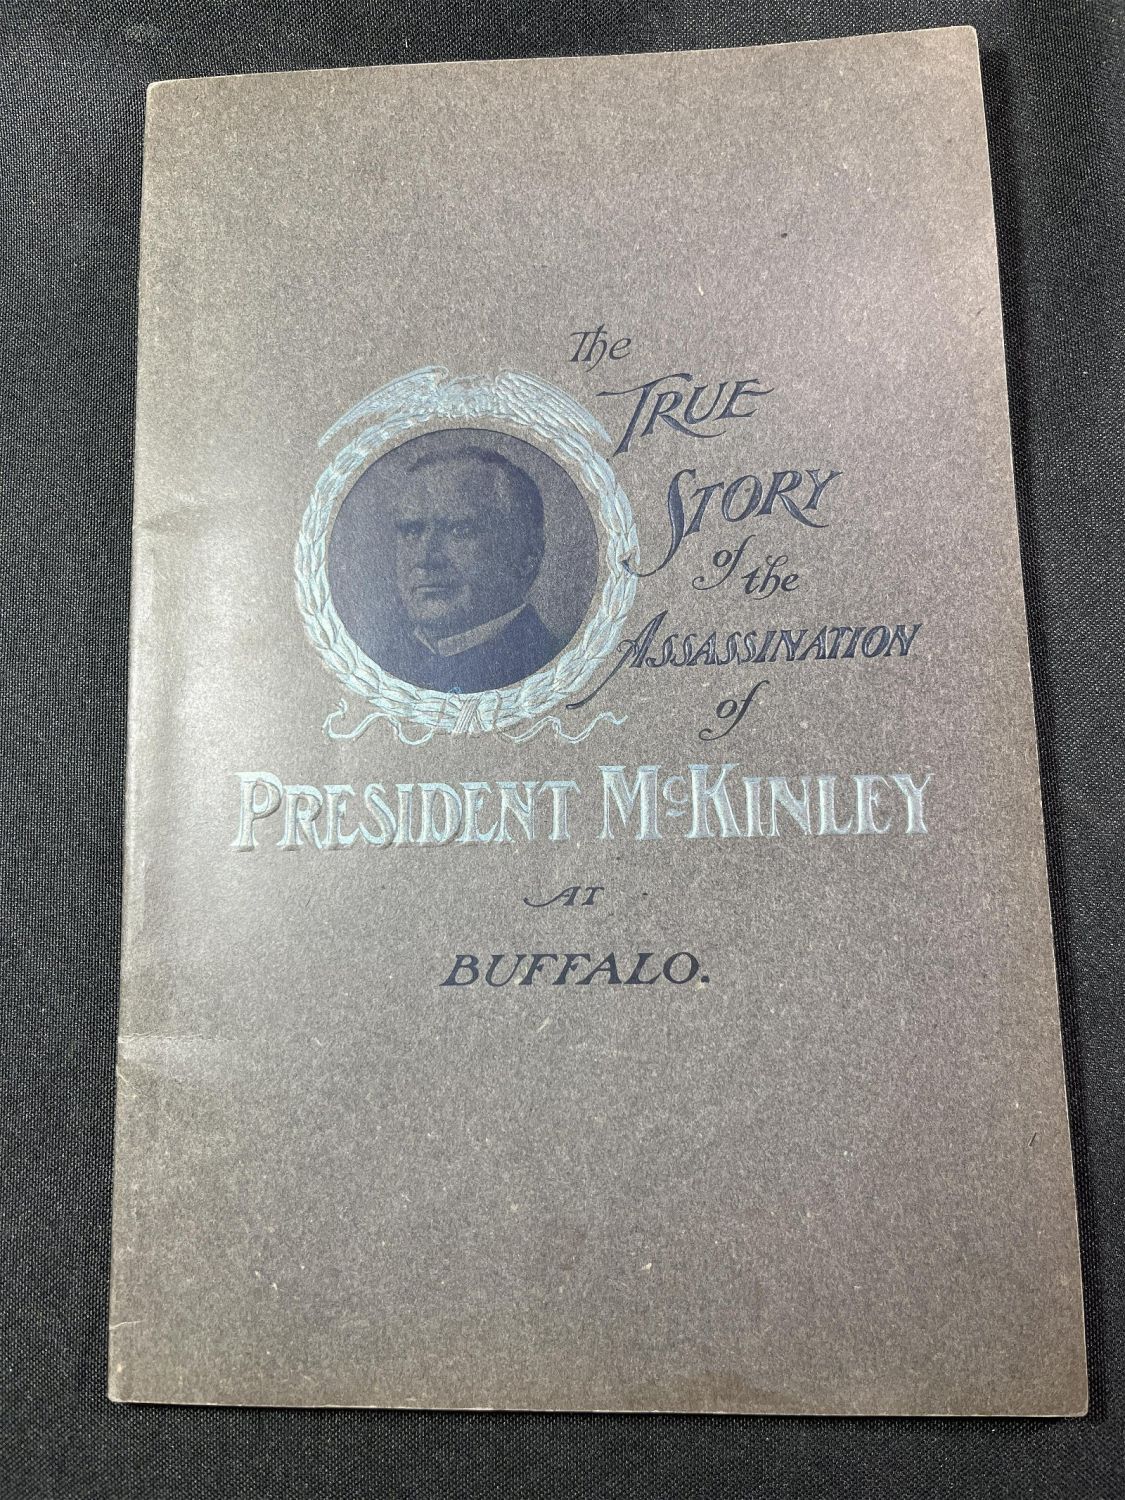 The
TRUE
STORY
of the
ASSASSINATION
of
PRESIDENT McKINLEY
AT
BUFFALO.